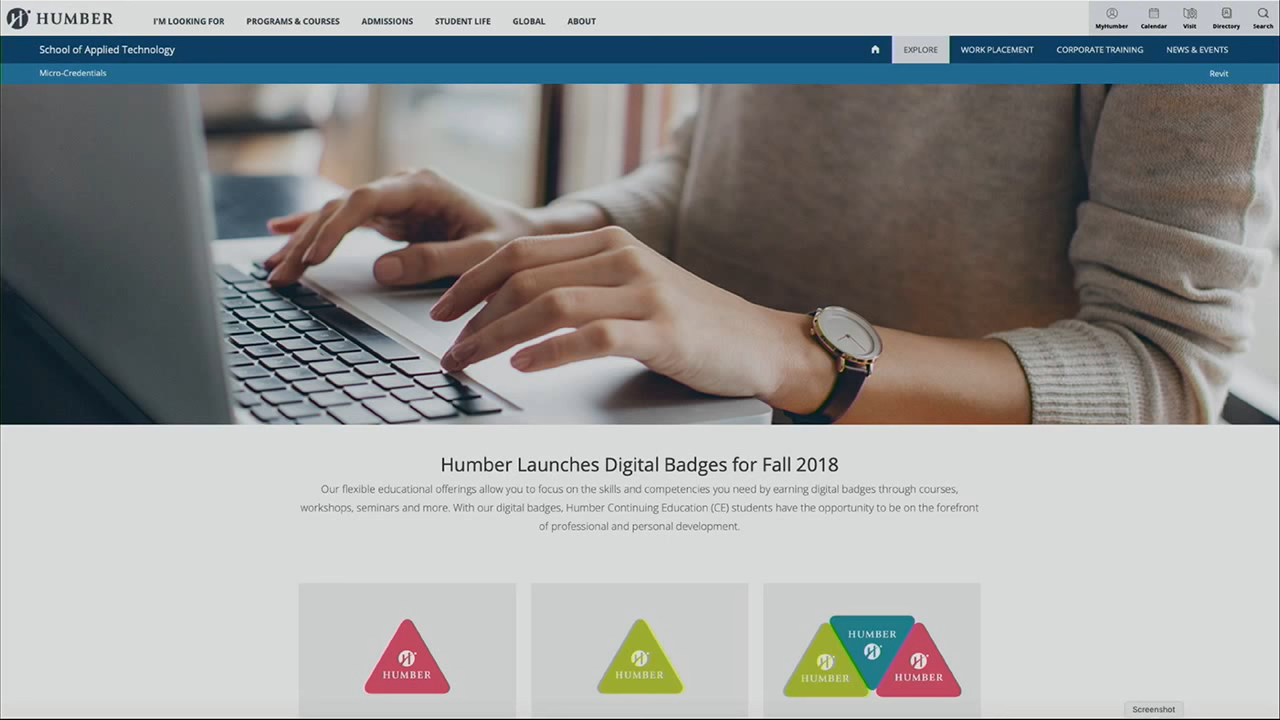 HUMBER
I'M LOOKING FOR PROGRAMS & COURSES ADMISSIONS STUDENT LIFE GLOBAL ABOUT
MyHumber Calendar Visit Directory Search
School of Applied Technology
EXPLORE WORK PLACEMENT CORPORATE TRAINING NEWS & EVENTS
Micro-Credentials
Revit
Humber Launches Digital Badges for Fall 2018
Our flexible educational offerings allow you to focus on the skills and competencies you need by earning digital badges through courses,
workshops, seminars and more. With our digital badges, Humber Continuing Education (CE) students have the opportunity to be on the forefront
of professional and personal development.
HUMBER
HUMBER
HUMBER
HUMBER
HUMBER
Screenshot